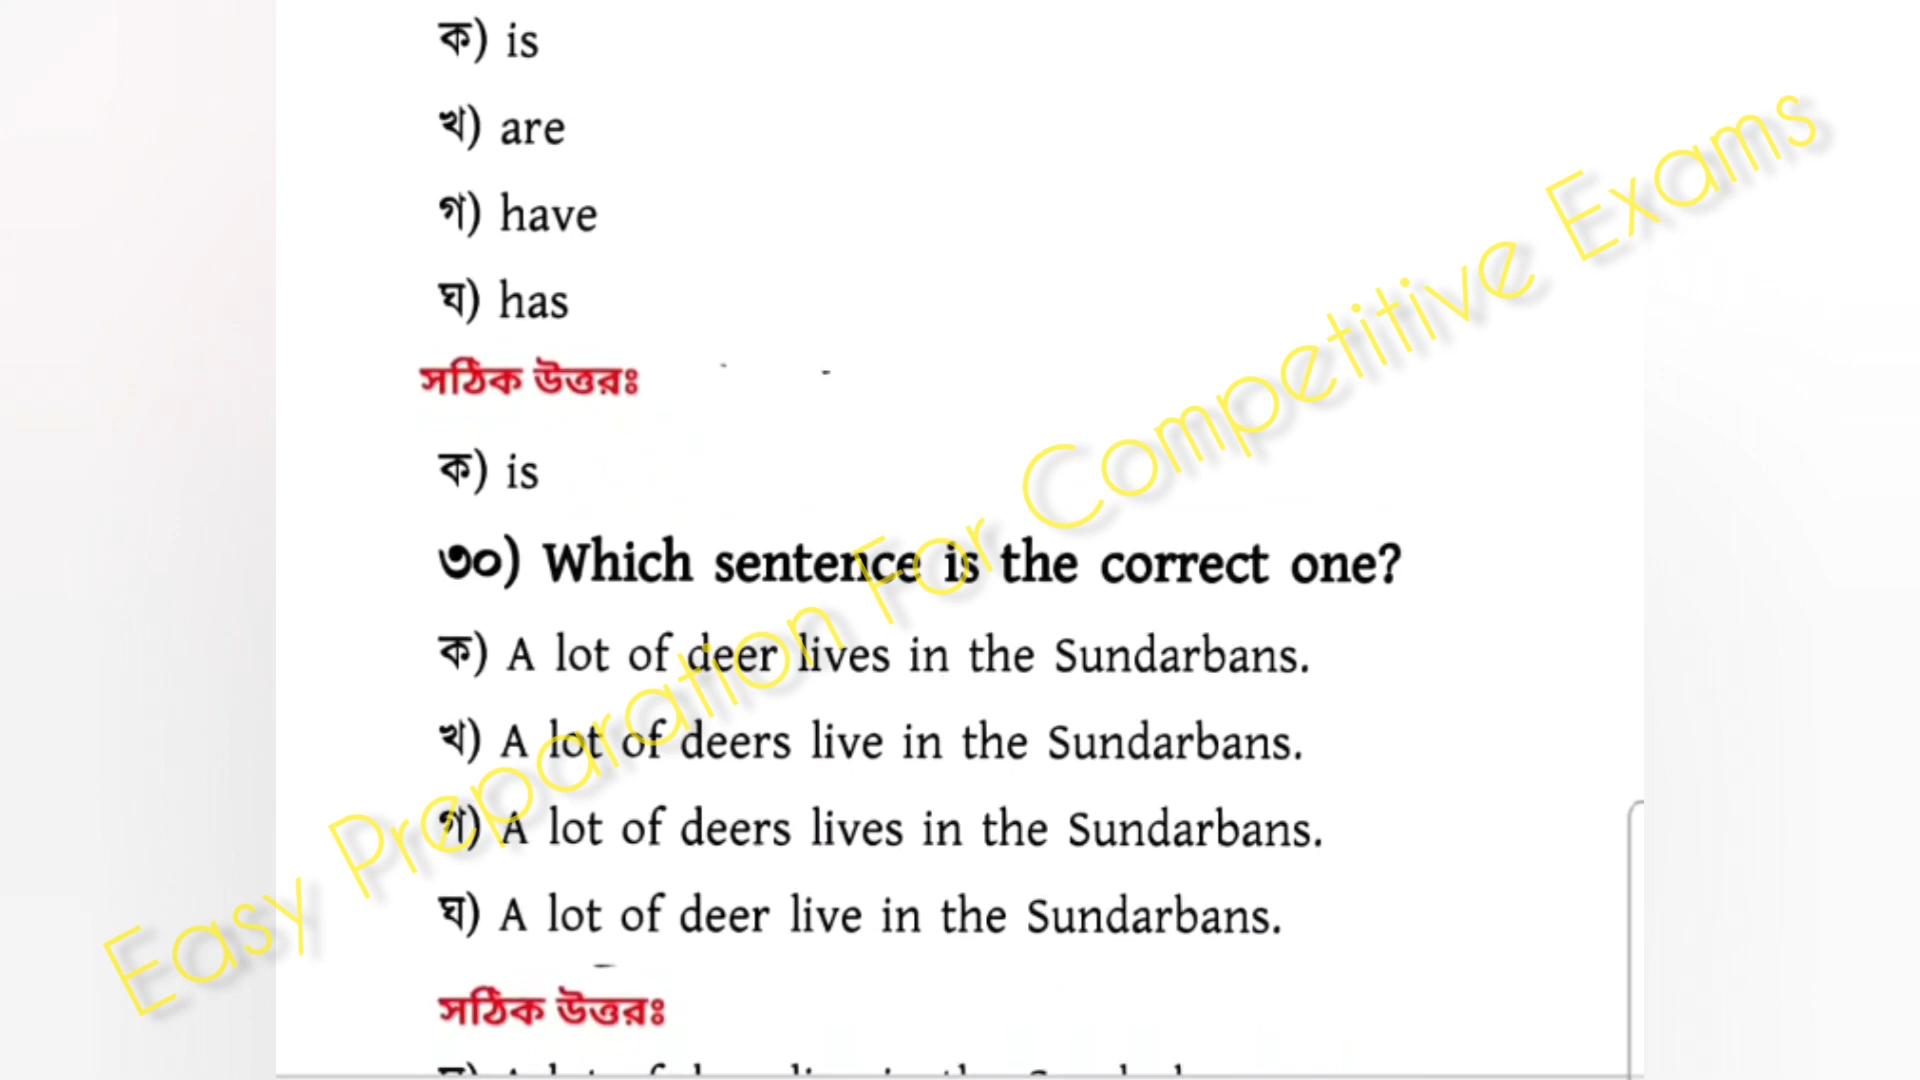 ক) is
খ) are
গ) have
ঘ) has
সঠিক উত্তরঃ
ক) is
৩০) Which sentence is the correct one?
ক) A lot of deer lives in the Sundarbans.
খ) A lot of deers live in the Sundarbans.
গ) A lot of deers lives in the Sundarbans.
ঘ) A lot of deer live in the Sundarbans.
সঠিক উত্তরঃ
Easy Preparation For Competitive Exams